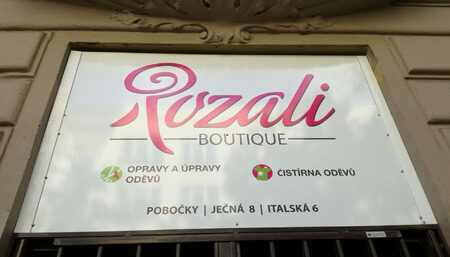 Rozali
BOUTIQUE
OPRAVY A ÚPRAVY
ODĚVŮ
ČISTÍRNA ODĚVŮ
POBOČKY | JEČNÁ 8 | ITALSKÁ 6